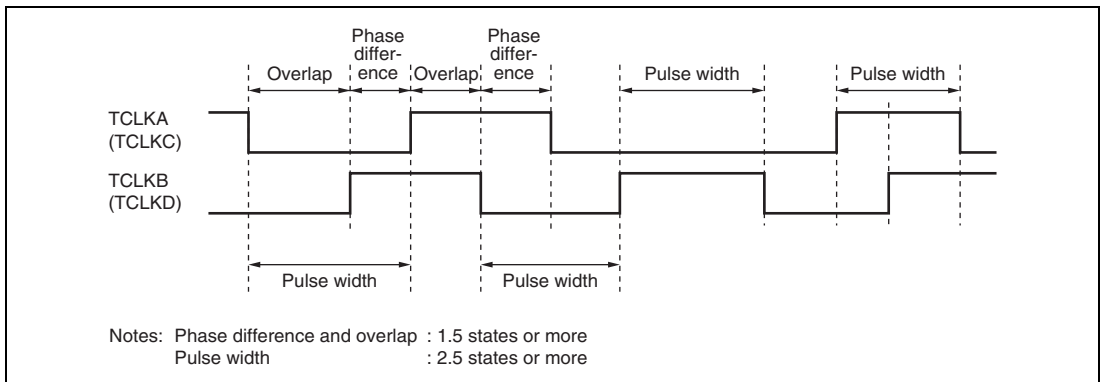 Phase
differ-
ence
Phase
differ-
ence
Overlap
Overlap
Pulse width
Pulse width
TCLKA
(TCLKC)
TCLKB
(TCLKD)
Pulse width
Pulse width
Notes: Phase difference and overlap : 1.5 states or more
Pulse width : 2.5 states or more